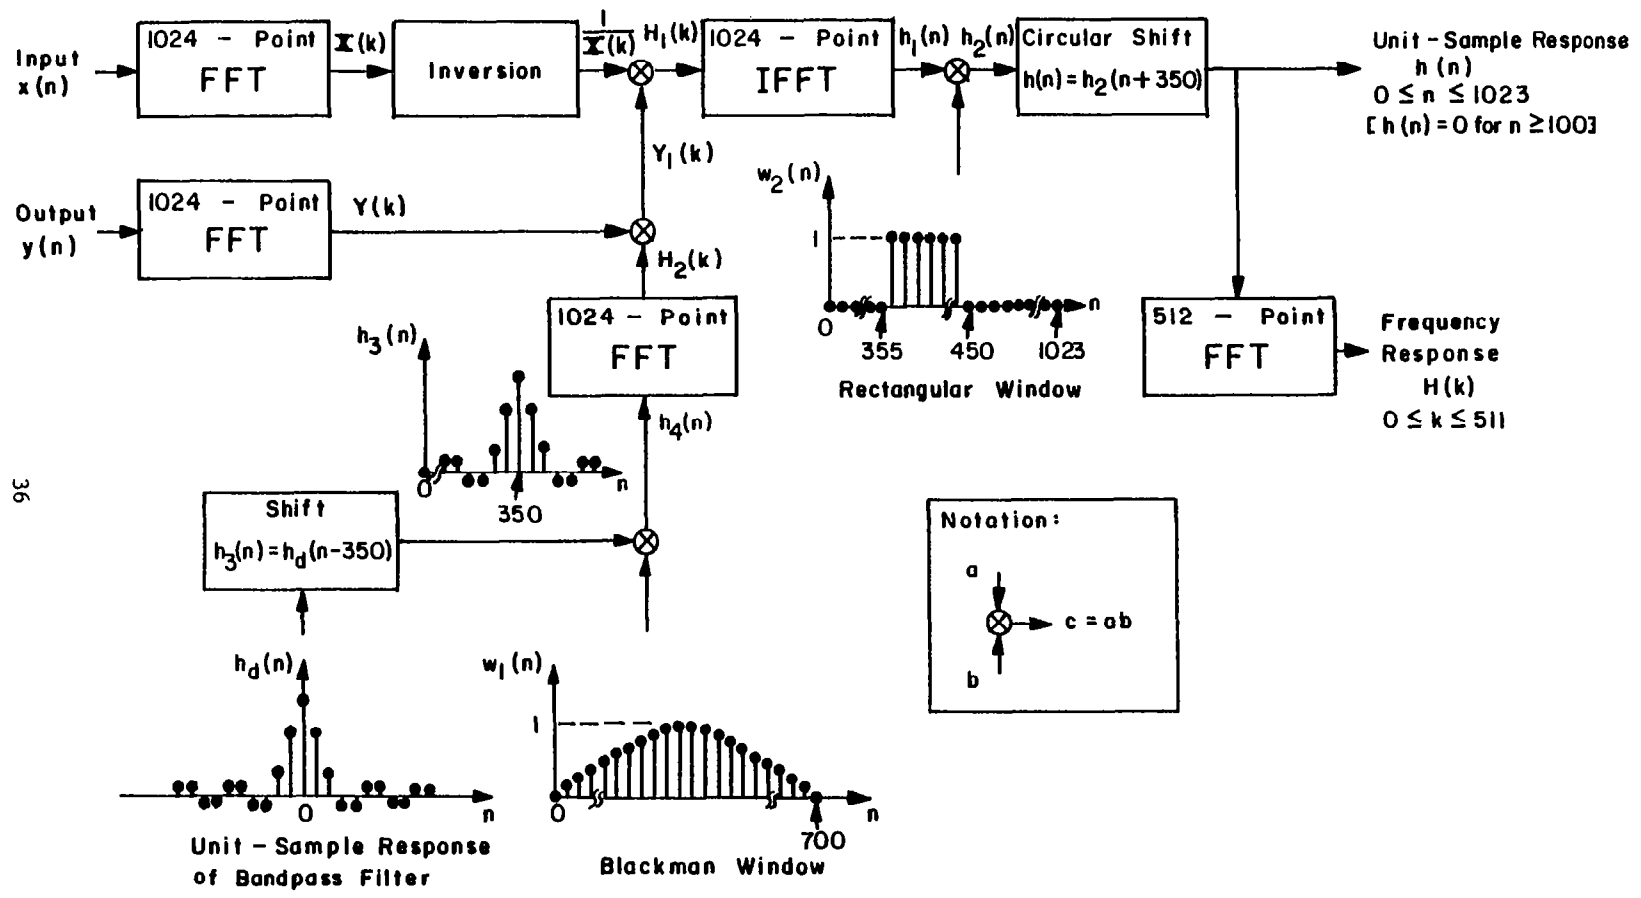 Input
x(n)
1024 - Point
FFT
X(k)
Inversion
1
X(k)
H1(k)
1024 - Point
IFFT
h1(n)
h2(n)
Circular Shift
h(n)=h2(n+350)
Unit-Sample Response
h(n)
0 ≤ n ≤ 1023
[h(n)=0 for n ≥100]
Y1(k)
Output
y(n)
1024 - Point
FFT
Y(k)
H2(k)
w2(n)
1
0
355
450
1023
n
Rectangular Window
1024 - Point
FFT
512 - Point
FFT
Frequency
Response
H(k)
0 ≤ k ≤ 511
h3(n)
0
350
n
h4(n)
36
Shift
h3(n)=hd(n-350)
Notation:
a
c = ab
b
hd(n)
0
n
Unit-Sample Response
of Bandpass Filter
w1(n)
1
0
700
n
Blackman Window